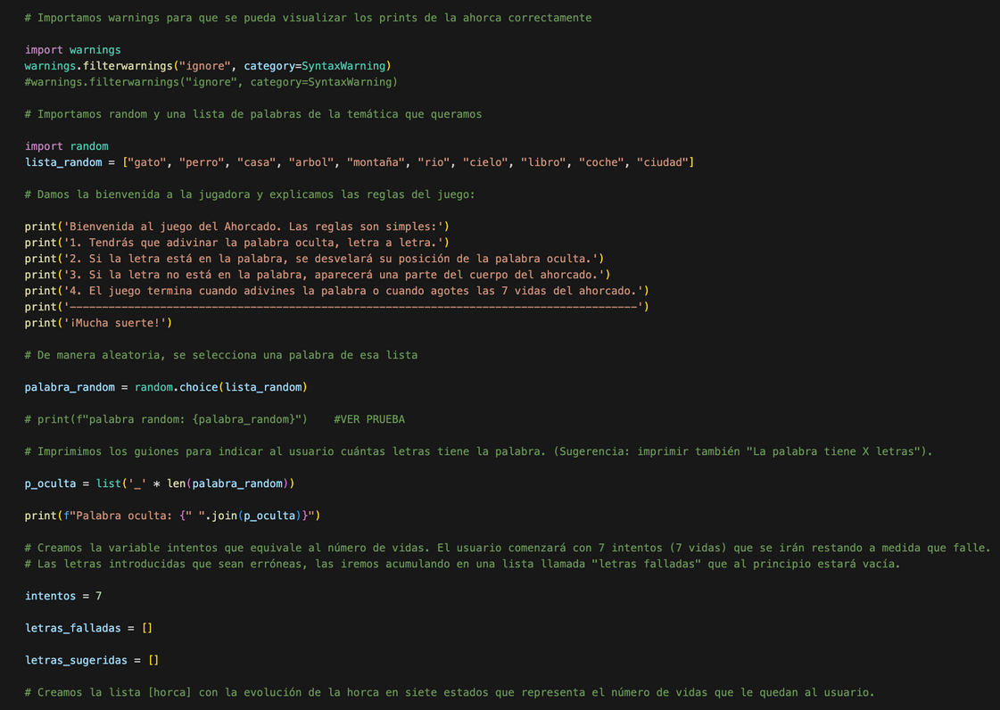 # Importamos warnings para que se pueda visualizar los prints de la ahorca correctamente
import warnings
warnings.filterwarnings("ignore", category=SyntaxWarning)
#warnings.filterwarnings("ignore", category=SyntaxWarning)
# Importamos random y una lista de palabras de la temática que queramos
import random
lista_random = ["gato", "perro", "casa", "arbol", "montaña", "rio", "cielo", "libro", "coche", "ciudad"]
# Damos la bienvenida a la jugadora y explicamos las reglas del juego:
print('Bienvenida al juego del Ahorcado. Las reglas son simples:')
print('1. Tendrás que adivinar la palabra oculta, letra a letra.')
print('2. Si la letra está en la palabra, se desvelará su posición de la palabra oculta.')
print('3. Si la letra no está en la palabra, aparecerá una parte del cuerpo del ahorcado.')
print('4. El juego termina cuando adivines la palabra o cuando agotes las 7 vidas del ahorcado.')
print('----------------------------------------------------------------------------------------')
print('¡Mucha suerte!')
# De manera aleatoria, se selecciona una palabra de esa lista
palabra_random = random.choice(lista_random)
# print(f"palabra random: {palabra_random}")    #VER PRUEBA
# Imprimimos los guiones para indicar al usuario cuántas letras tiene la palabra. (Sugerencia: imprimir también "La palabra tiene X letras").
p_oculta = list('_' * len(palabra_random))
print(f"Palabra oculta: {" ".join(p_oculta)}")
# Creamos la variable intentos que equivale al número de vidas. El usuario comenzará con 7 intentos (7 vidas) que se irán restando a medida que falle.
# Las letras introducidas que sean erróneas, las iremos acumulando en una lista llamada "letras falladas" que al principio estará vacía.
intentos = 7
letras_falladas = []
letras_sugeridas = []
# Creamos la lista [horca] con la evolución de la horca en siete estados que representa el número de vidas que le quedan al usuario.